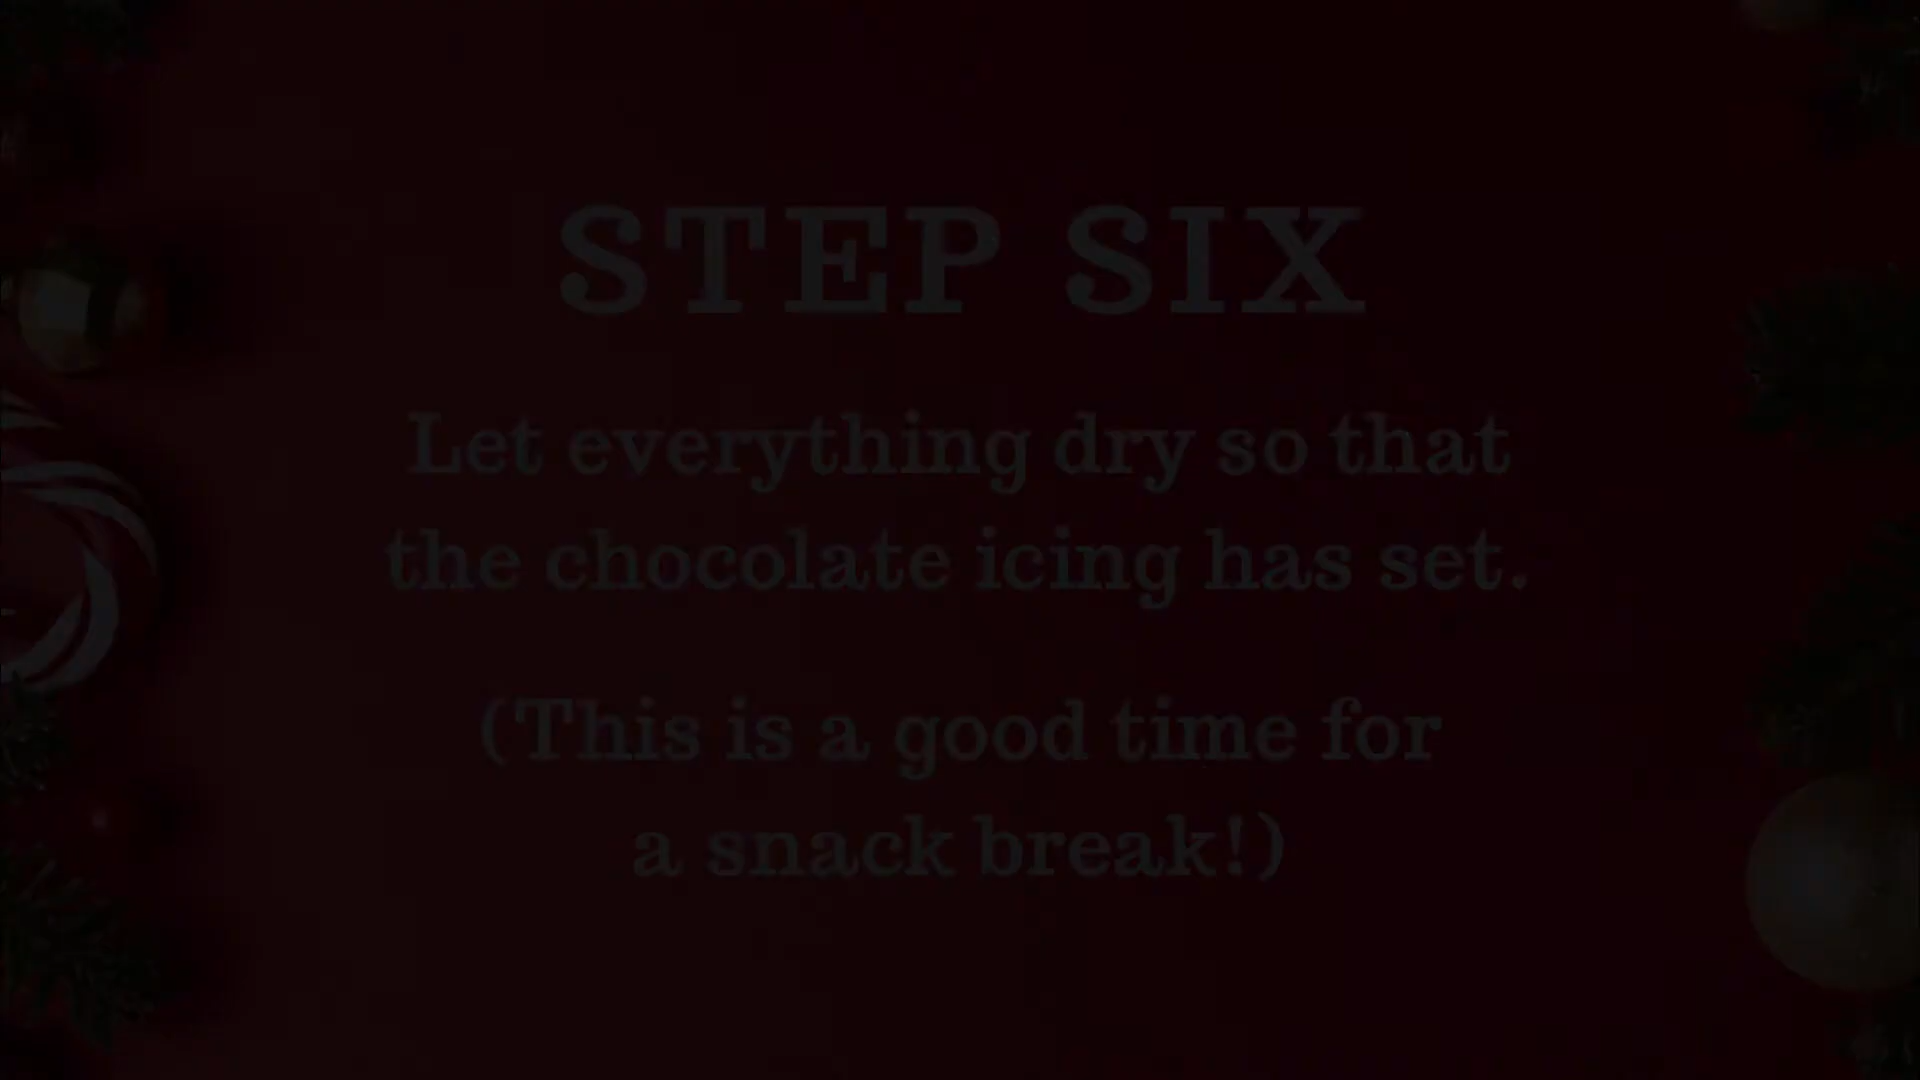 STEP SIX
Let everything dry so that
the chocolate icing has set.
(This is a good time for
a snack break!)